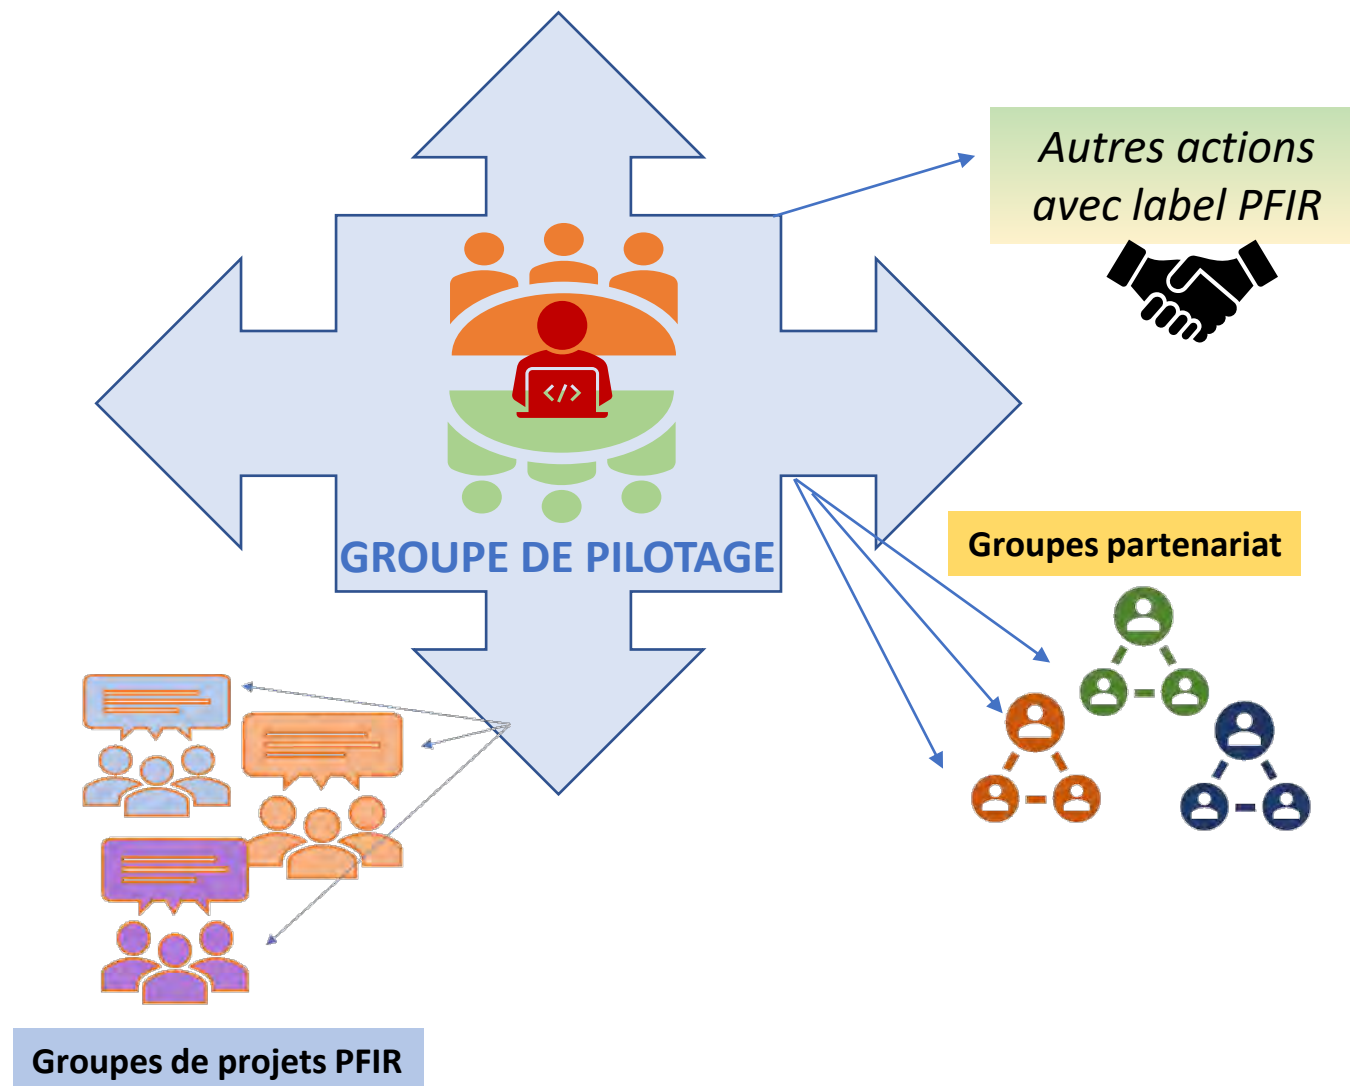 Autres actions
avec label PFIR
</>
GROUPE DE PILOTAGE
Groupes partenariat
Groupes de projets PFIR